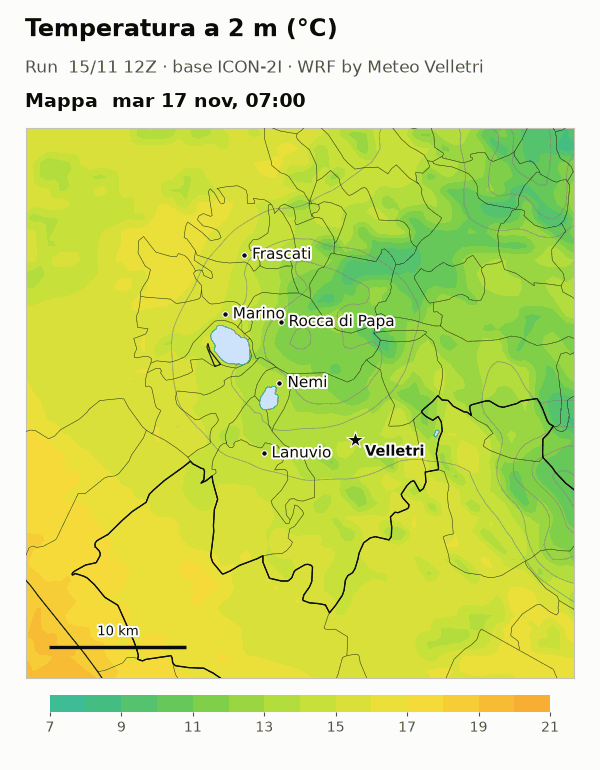 Temperatura a 2 m (°C)
Run 15/11 12Z · base ICON-2I · WRF by Meteo Velletri
Mappa mar 17 nov, 07:00
Frascati
Marino
Rocca di Papa
Nemi
Velletri
Lanuvio
10 km
7 9 11 13 15 17 19 21